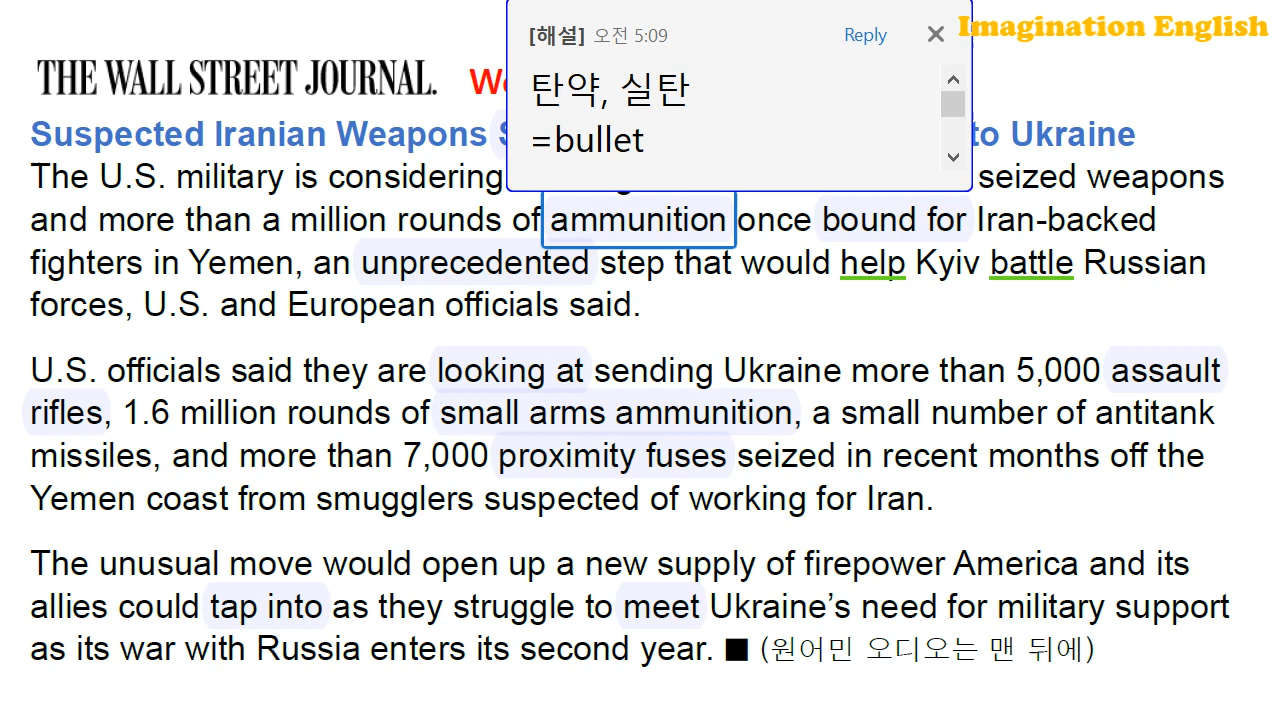 [해설] 오전 5:09 Reply
Imagination English
탄약, 실탄
=bullet
THE WALL STREET JOURNAL.
Suspected Iranian Weapons to Ukraine
The U.S. military is considering seized weapons
and more than a million rounds of ammunition once bound for Iran-backed
fighters in Yemen, an unprecedented step that would help Kyiv battle Russian
forces, U.S. and European officials said.
U.S. officials said they are looking at sending Ukraine more than 5,000 assault
rifles, 1.6 million rounds of small arms ammunition, a small number of antitank
missiles, and more than 7,000 proximity fuses seized in recent months off the
Yemen coast from smugglers suspected of working for Iran.
The unusual move would open up a new supply of firepower America and its
allies could tap into as they struggle to meet Ukraine’s need for military support
as its war with Russia enters its second year. ■ (원어민 오디오는 맨 뒤에)